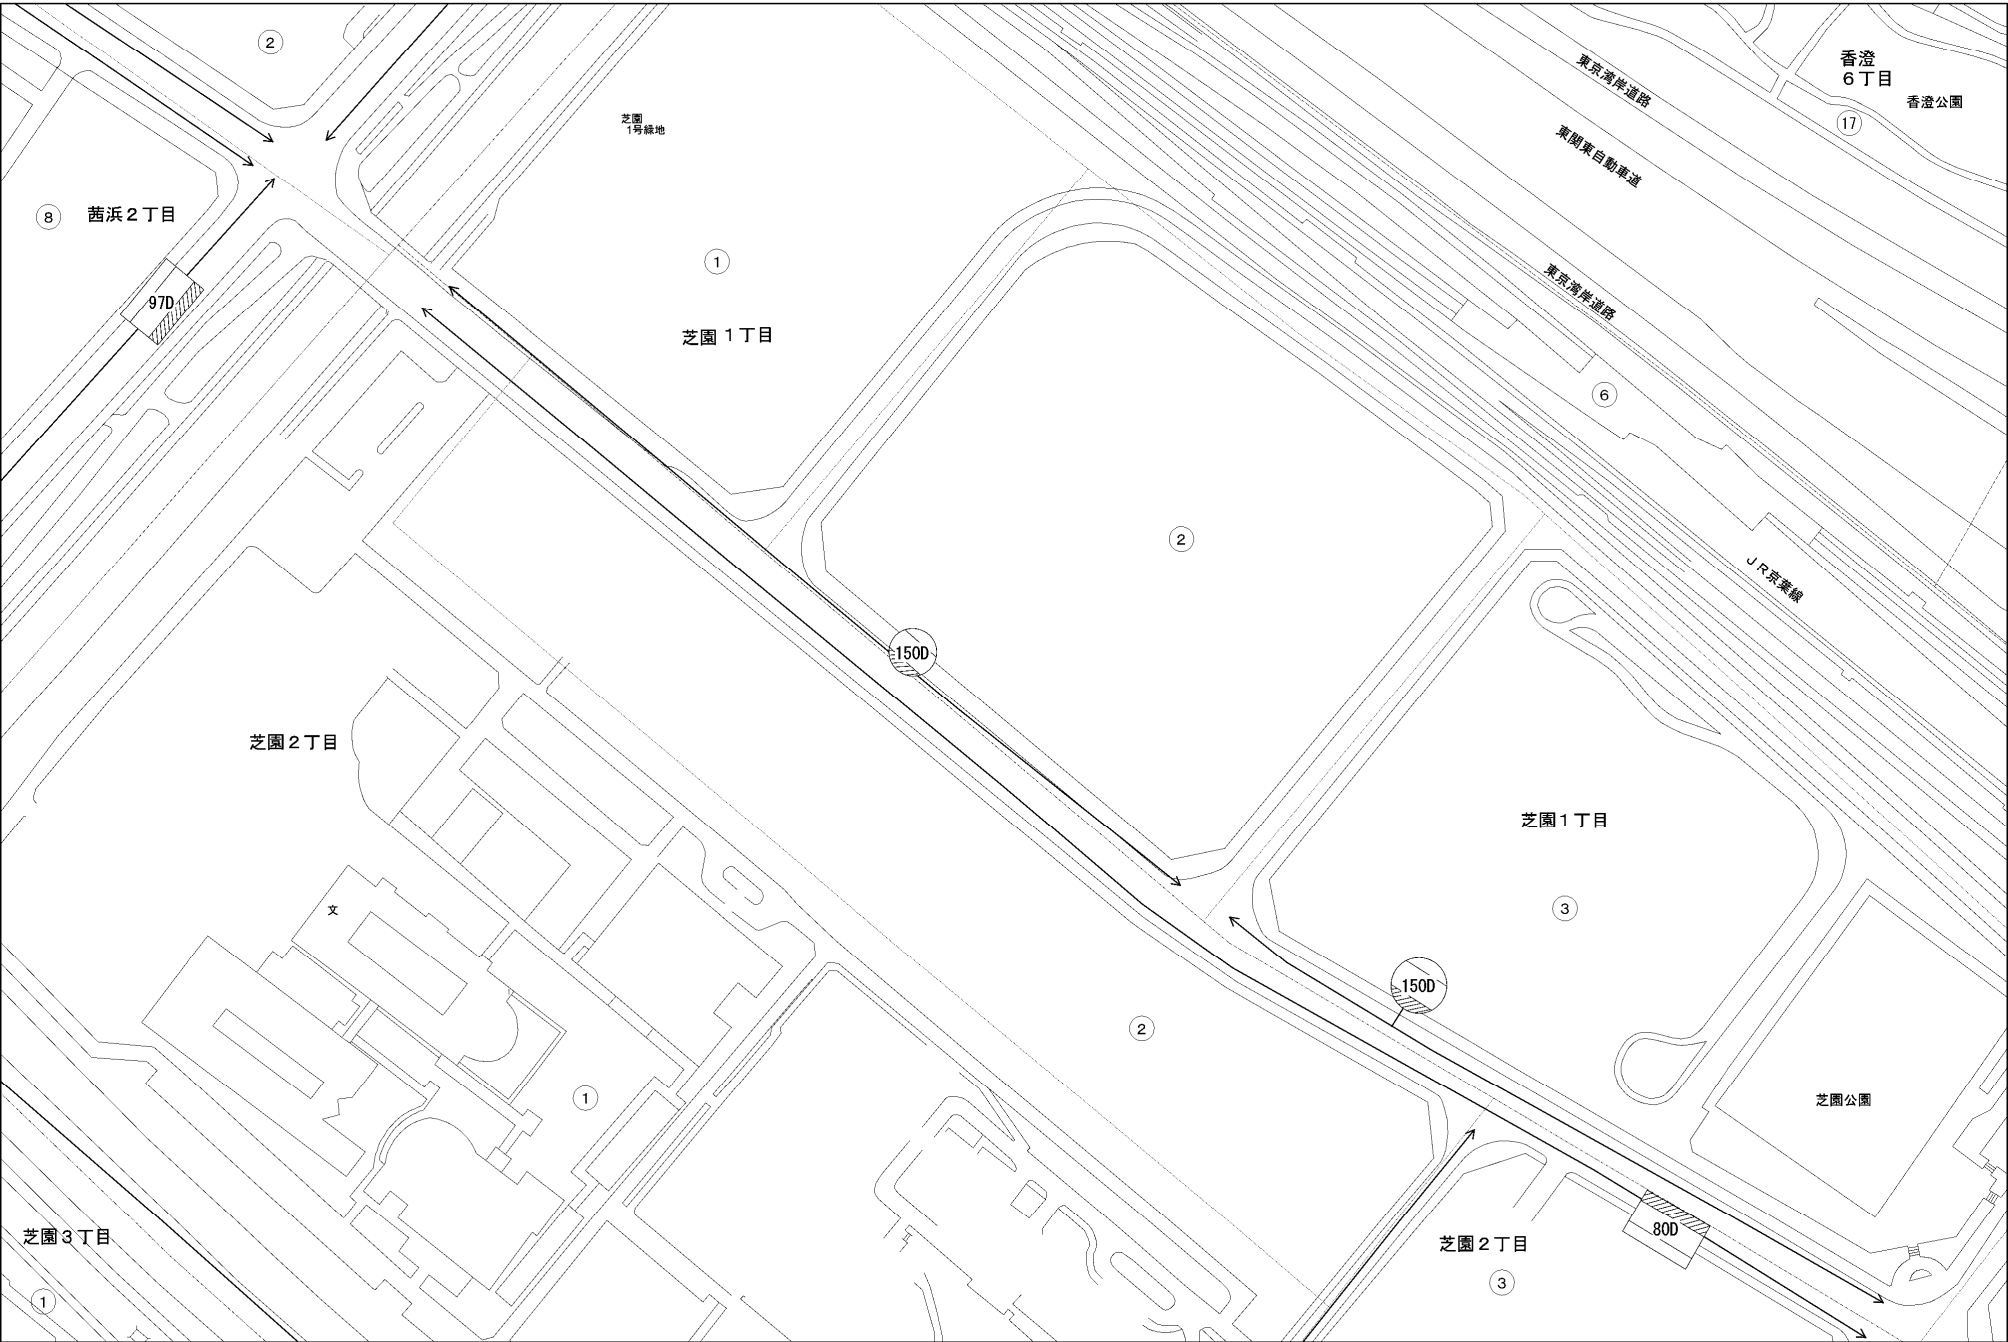 2
香澄
6丁目
香澄公園
17
東京湾岸道路
東関東自動車道
芝園
1号緑地
8
茜浜2丁目
1
97D
芝園1丁目
東京湾岸道路
6
2
JR京葉線
150D
芝園2丁目
芝園1丁目
3
文
150D
2
1
芝園公園
芝園3丁目
80D
芝園2丁目
3
1